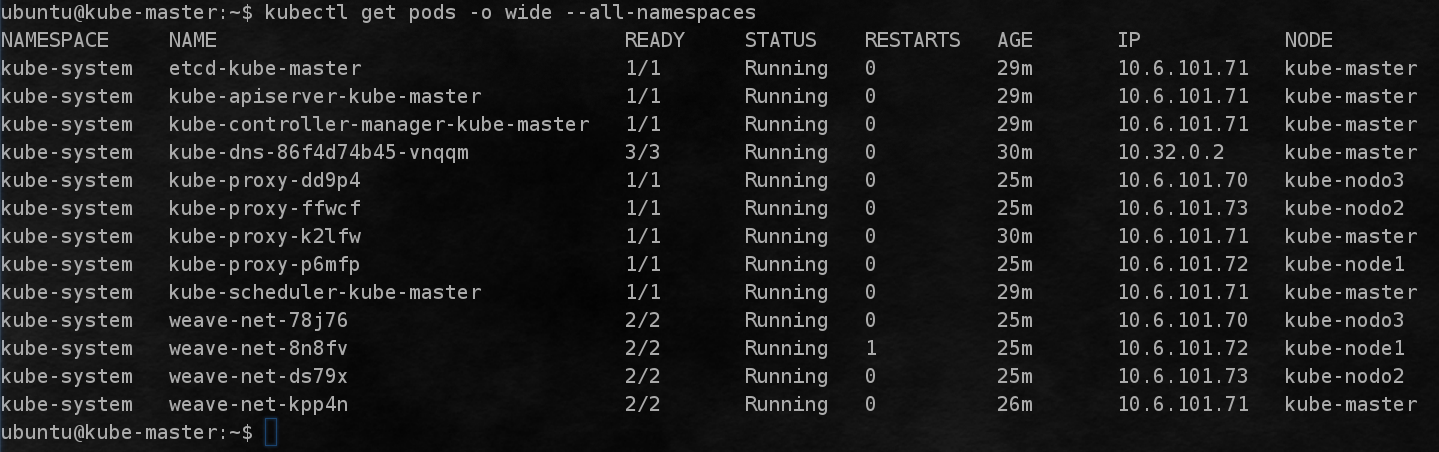 ubuntu@kube-master:~$ kubectl get pods -o wide --all-namespaces
NAMESPACE     NAME                                  READY     STATUS    RESTARTS   AGE       IP            NODE
kube-system   etcd-kube-master                      1/1       Running   0          29m       10.6.101.71   kube-master
kube-system   kube-apiserver-kube-master            1/1       Running   0          29m       10.6.101.71   kube-master
kube-system   kube-controller-manager-kube-master   1/1       Running   0          29m       10.6.101.71   kube-master
kube-system   kube-dns-86f4d74b45-vnqqm             3/3       Running   0          30m       10.32.0.2     kube-master
kube-system   kube-proxy-dd9p4                      1/1       Running   0          25m       10.6.101.70   kube-nodo3
kube-system   kube-proxy-ffwcf                      1/1       Running   0          25m       10.6.101.73   kube-nodo2
kube-system   kube-proxy-k2lfw                      1/1       Running   0          30m       10.6.101.71   kube-master
kube-system   kube-proxy-p6mfp                      1/1       Running   0          25m       10.6.101.72   kube-node1
kube-system   kube-scheduler-kube-master            1/1       Running   0          29m       10.6.101.71   kube-master
kube-system   weave-net-78j76                       2/2       Running   0          25m       10.6.101.70   kube-nodo3
kube-system   weave-net-8n8fv                       2/2       Running   1          25m       10.6.101.72   kube-node1
kube-system   weave-net-ds79x                       2/2       Running   0          25m       10.6.101.73   kube-nodo2
kube-system   weave-net-kpp4n                       2/2       Running   0          26m       10.6.101.71   kube-master
ubuntu@kube-master:~$